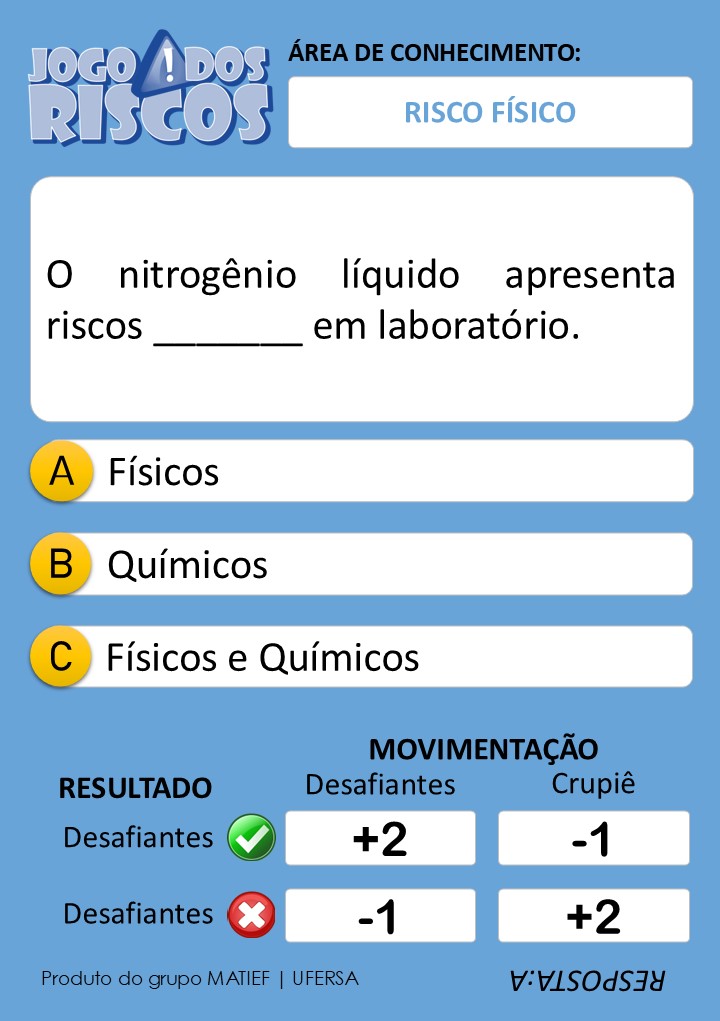 JOGO DOS
RISCOS
ÁREA DE CONHECIMENTO:
RISCO FÍSICO
O nitrogênio líquido apresenta
riscos _______ em laboratório.
A Físicos
B Químicos
C Físicos e Químicos
MOVIMENTAÇÃO
RESULTADO Desafiantes Crupiê
Desafiantes +2 -1
Desafiantes -1 +2
Produto do grupo MATIEF | UFERSA
RESPOSTA:A